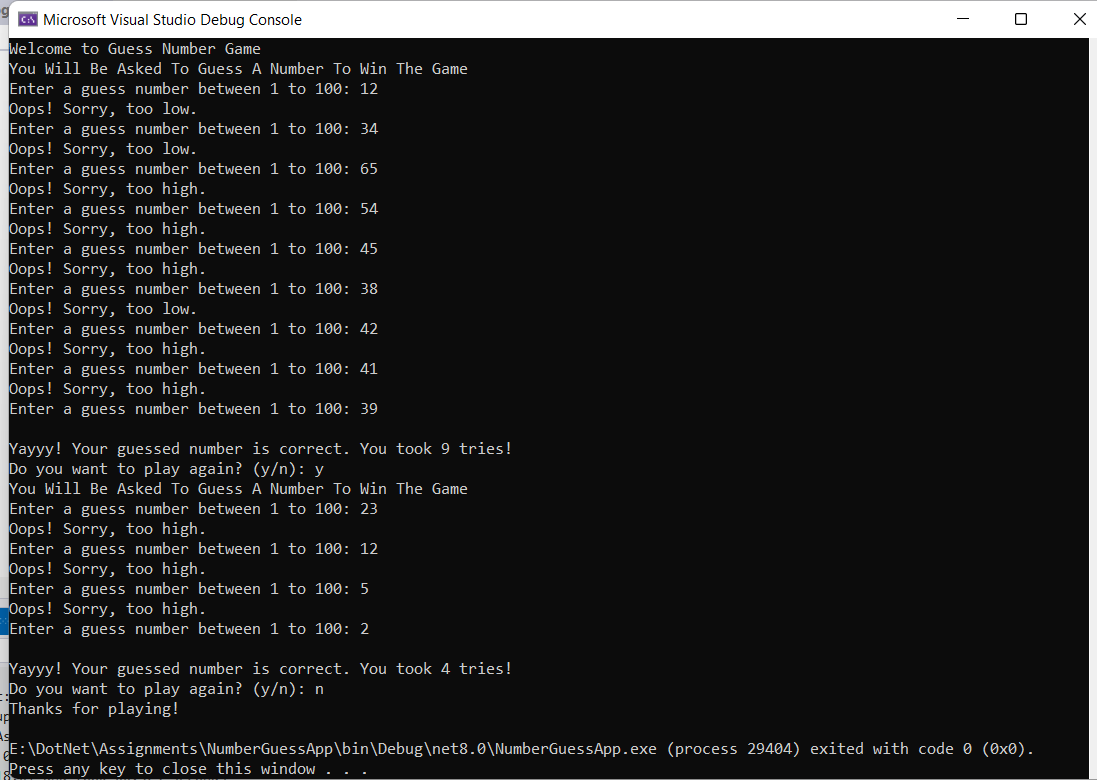 Microsoft Visual Studio Debug Console
Welcome to Guess Number Game
You Will Be Asked To Guess A Number To Win The Game
Enter a guess number between 1 to 100: 12
Oops! Sorry, too low.
Enter a guess number between 1 to 100: 34
Oops! Sorry, too low.
Enter a guess number between 1 to 100: 65
Oops! Sorry, too high.
Enter a guess number between 1 to 100: 54
Oops! Sorry, too high.
Enter a guess number between 1 to 100: 45
Oops! Sorry, too high.
Enter a guess number between 1 to 100: 38
Oops! Sorry, too low.
Enter a guess number between 1 to 100: 42
Oops! Sorry, too high.
Enter a guess number between 1 to 100: 41
Oops! Sorry, too high.
Enter a guess number between 1 to 100: 39
Yayyy! Your guessed number is correct. You took 9 tries!
Do you want to play again? (y/n): y
You Will Be Asked To Guess A Number To Win The Game
Enter a guess number between 1 to 100: 23
Oops! Sorry, too high.
Enter a guess number between 1 to 100: 12
Oops! Sorry, too high.
Enter a guess number between 1 to 100: 5
Oops! Sorry, too high.
Enter a guess number between 1 to 100: 2
Yayyy! Your guessed number is correct. You took 4 tries!
Do you want to play again? (y/n): n
Thanks for playing!
E:\DotNet\Assignments\NumberGuessApp\bin\Debug\net8.0\NumberGuessApp.exe (process 29404) exited with code 0 (0x0).
Press any key to close this window . . .